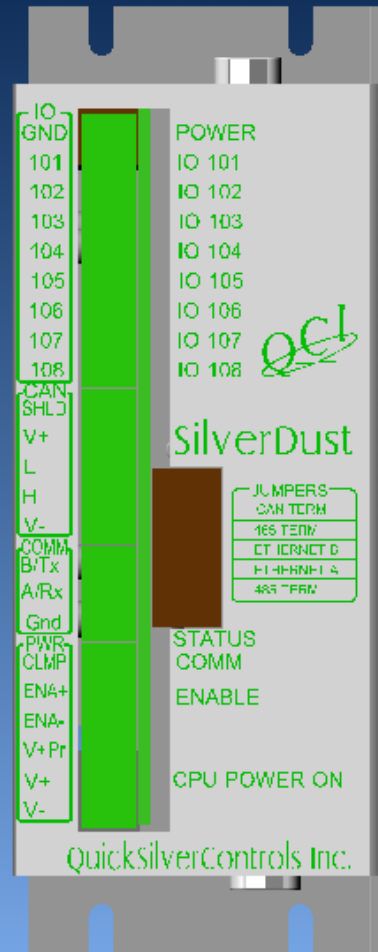 IO
GND
101
102
103
104
105
106
107
108
CAN
SHLD
V+
L
H
V-
COMM
B/Tx
A/Rx
Gnd
PWR
CLMP
ENA+
ENA-
V+Pr
V+
V-
POWER
IO 101
IO 102
IO 103
IO 104
IO 105
IO 106
IO 107
IO 108
QCI
SilverDust
JUMPERS
CAN TERM
485 TERM
ETHERNET B
ETHERNET A
485 TERM
STATUS
COMM
ENABLE
CPU POWER ON
QuickSilverControls Inc.